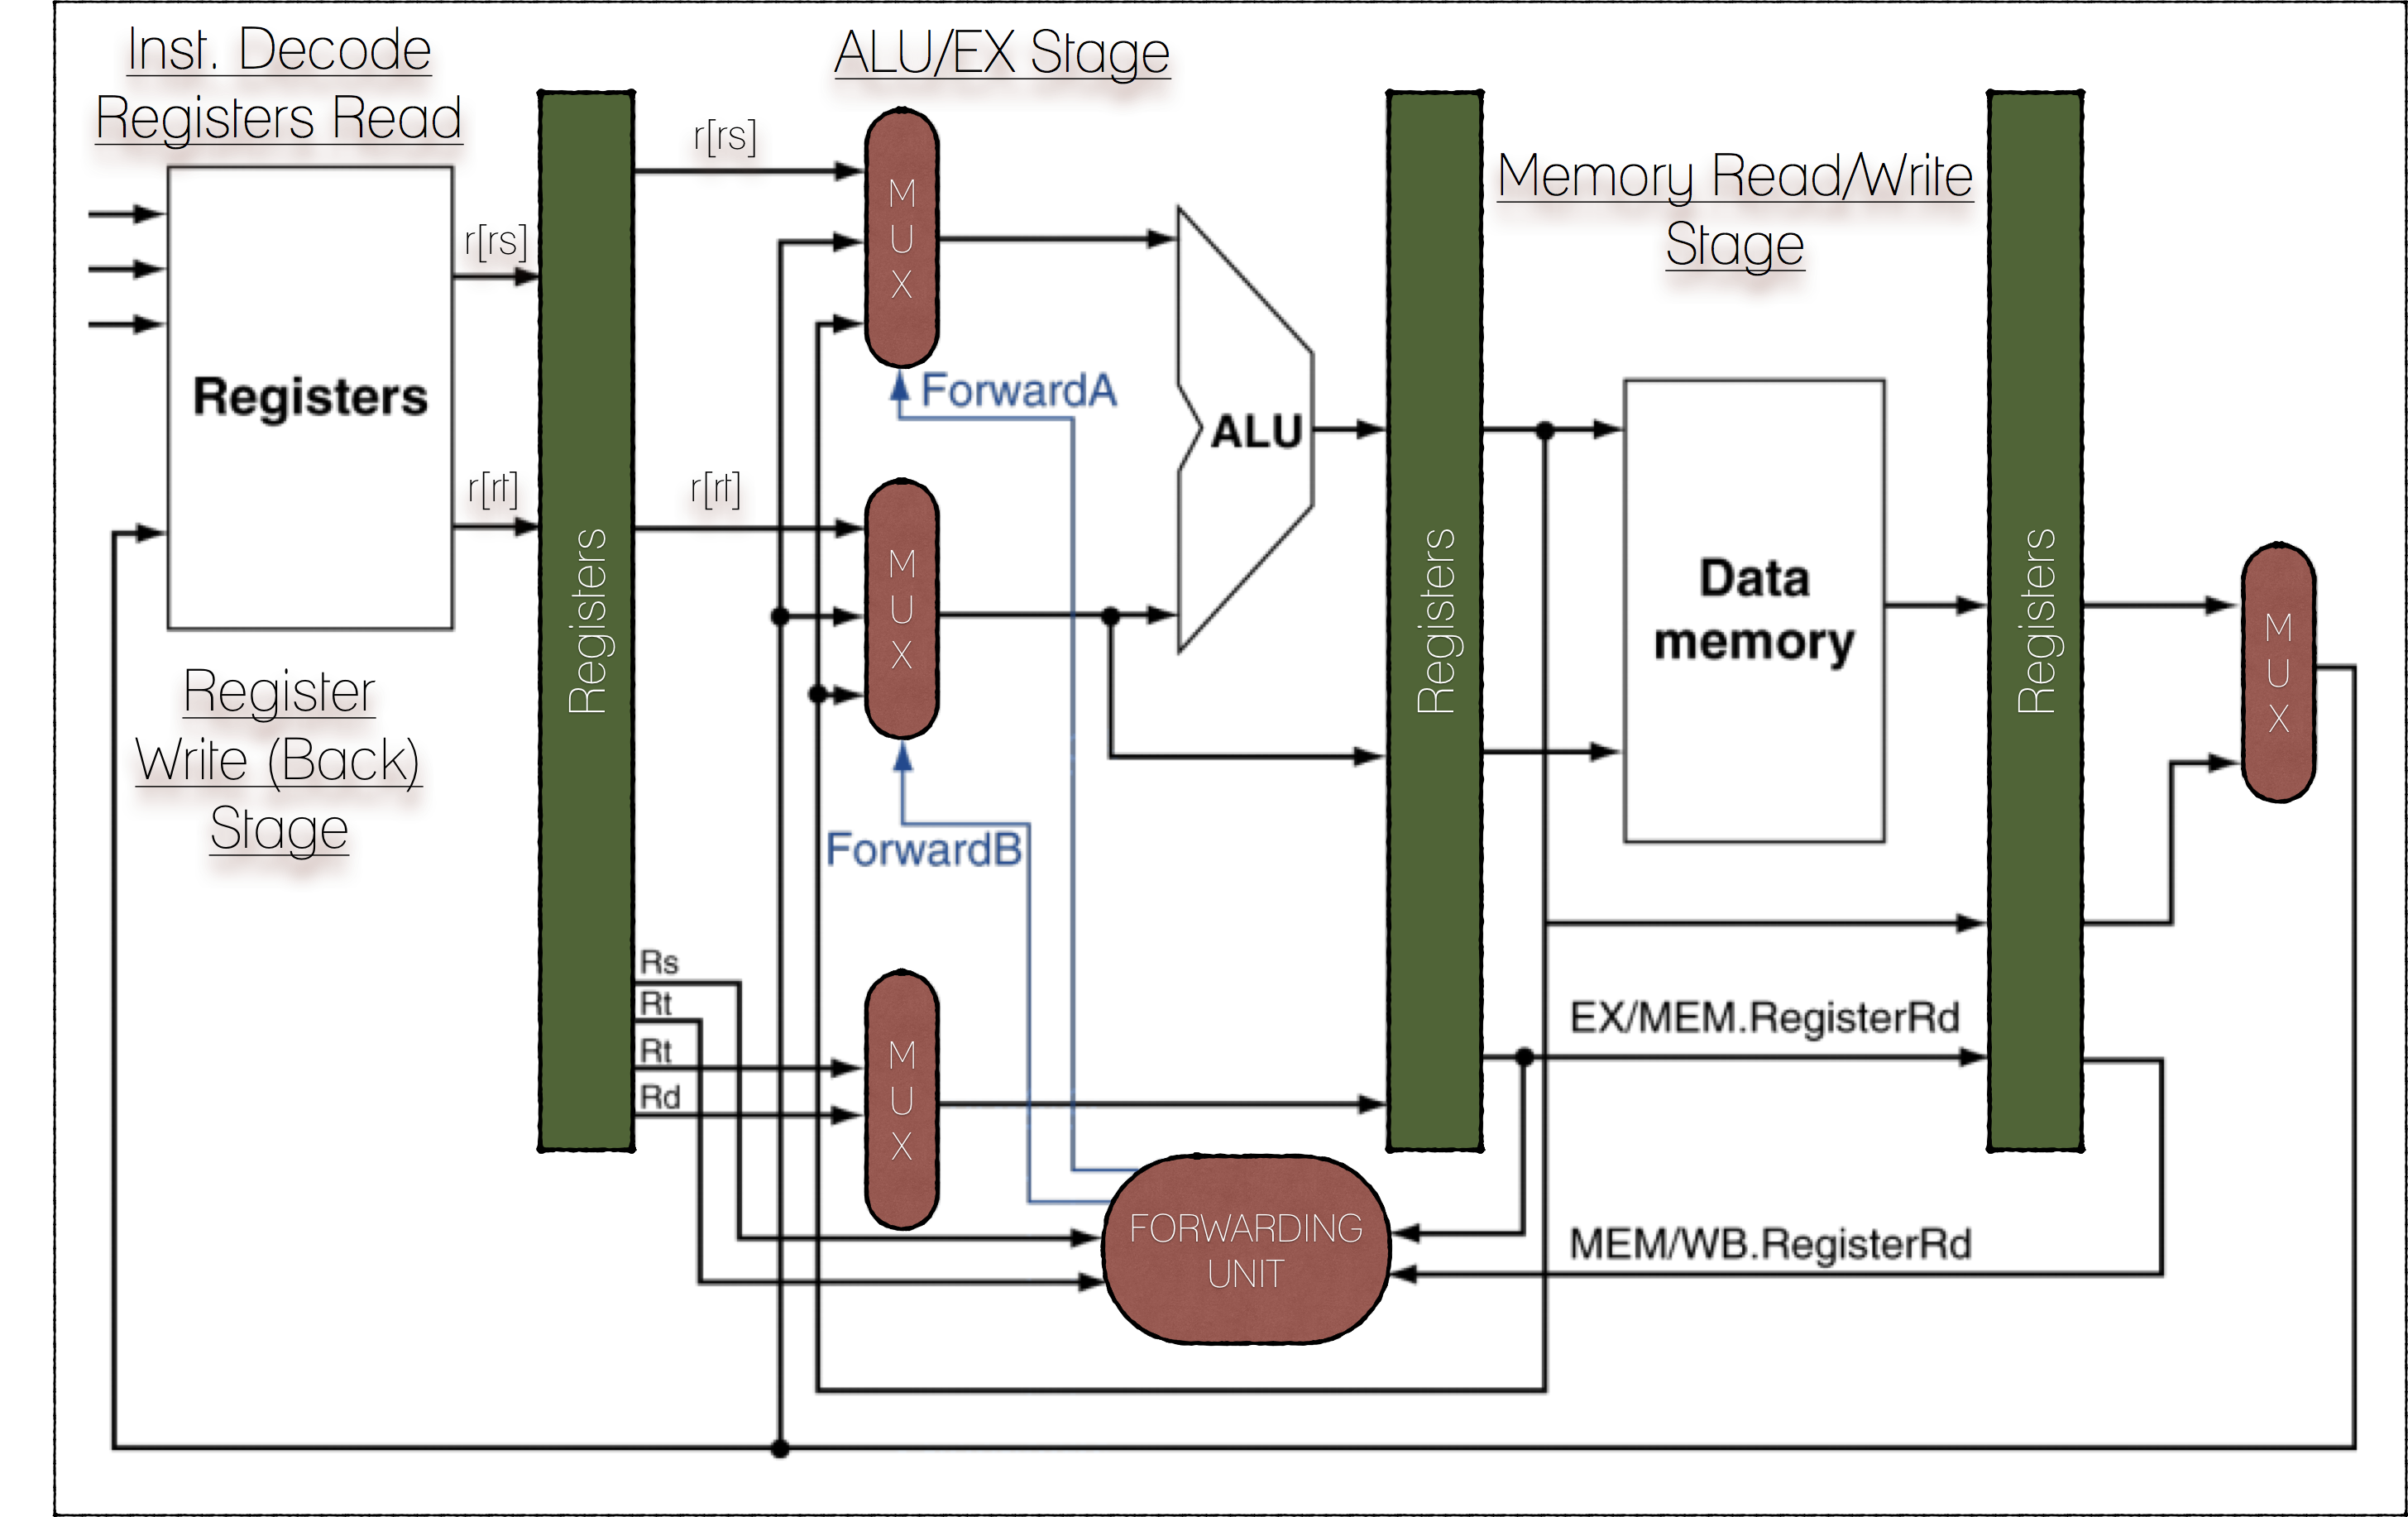 Inst. Decode
Registers Read
ALU/EX Stage
Memory Read/Write
Stage
r[rs]
r[rs]
M
U
X
Registers
ForwardA
ALU
r[rt]
r[rt]
Registers
M
U
X
Registers
Data
memory
Registers
M
U
X
Register
Write (Back)
Stage
ForwardB
Rs
Rt
Rt
Rd
M
U
X
EX/MEM.RegisterRd
FORWARDING
UNIT
MEM/WB.RegisterRd